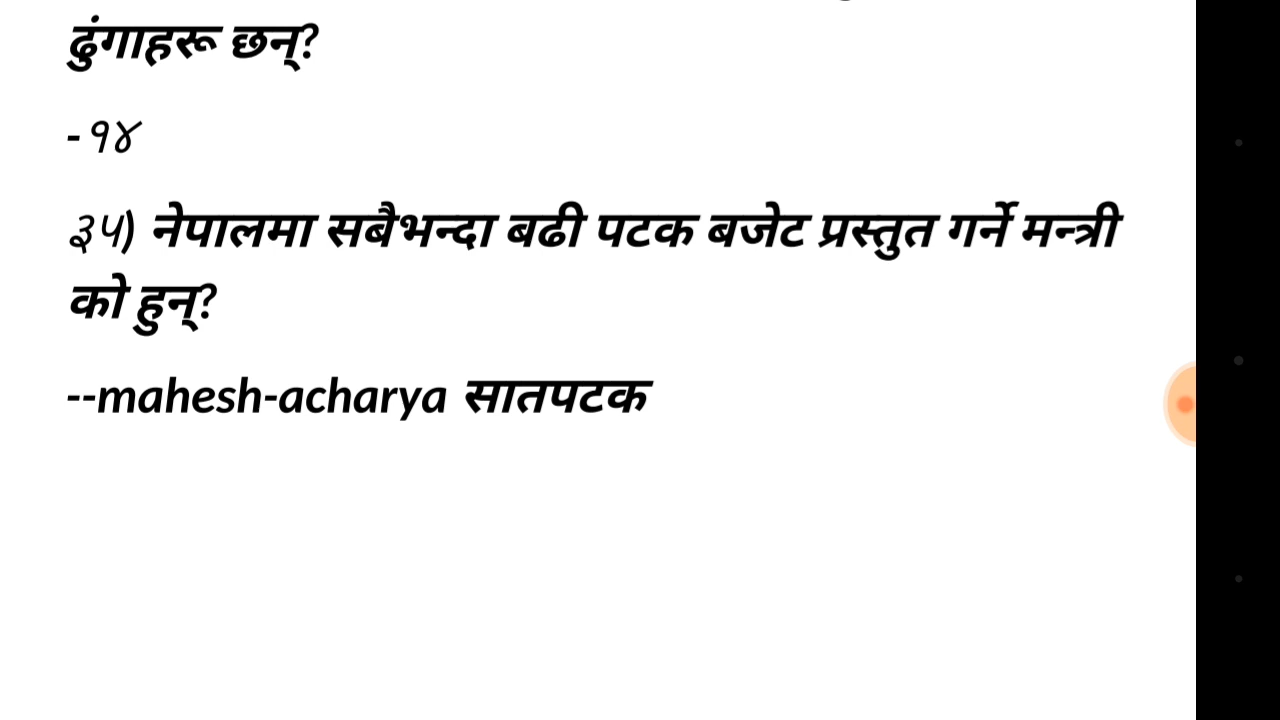 ढुंगाहरू छन्?
-१४
३५) नेपालमा सबैभन्दा बढी पटक बजेट प्रस्तुत गर्ने मन्त्री
को हुन्?
--mahesh-acharya सातपटक